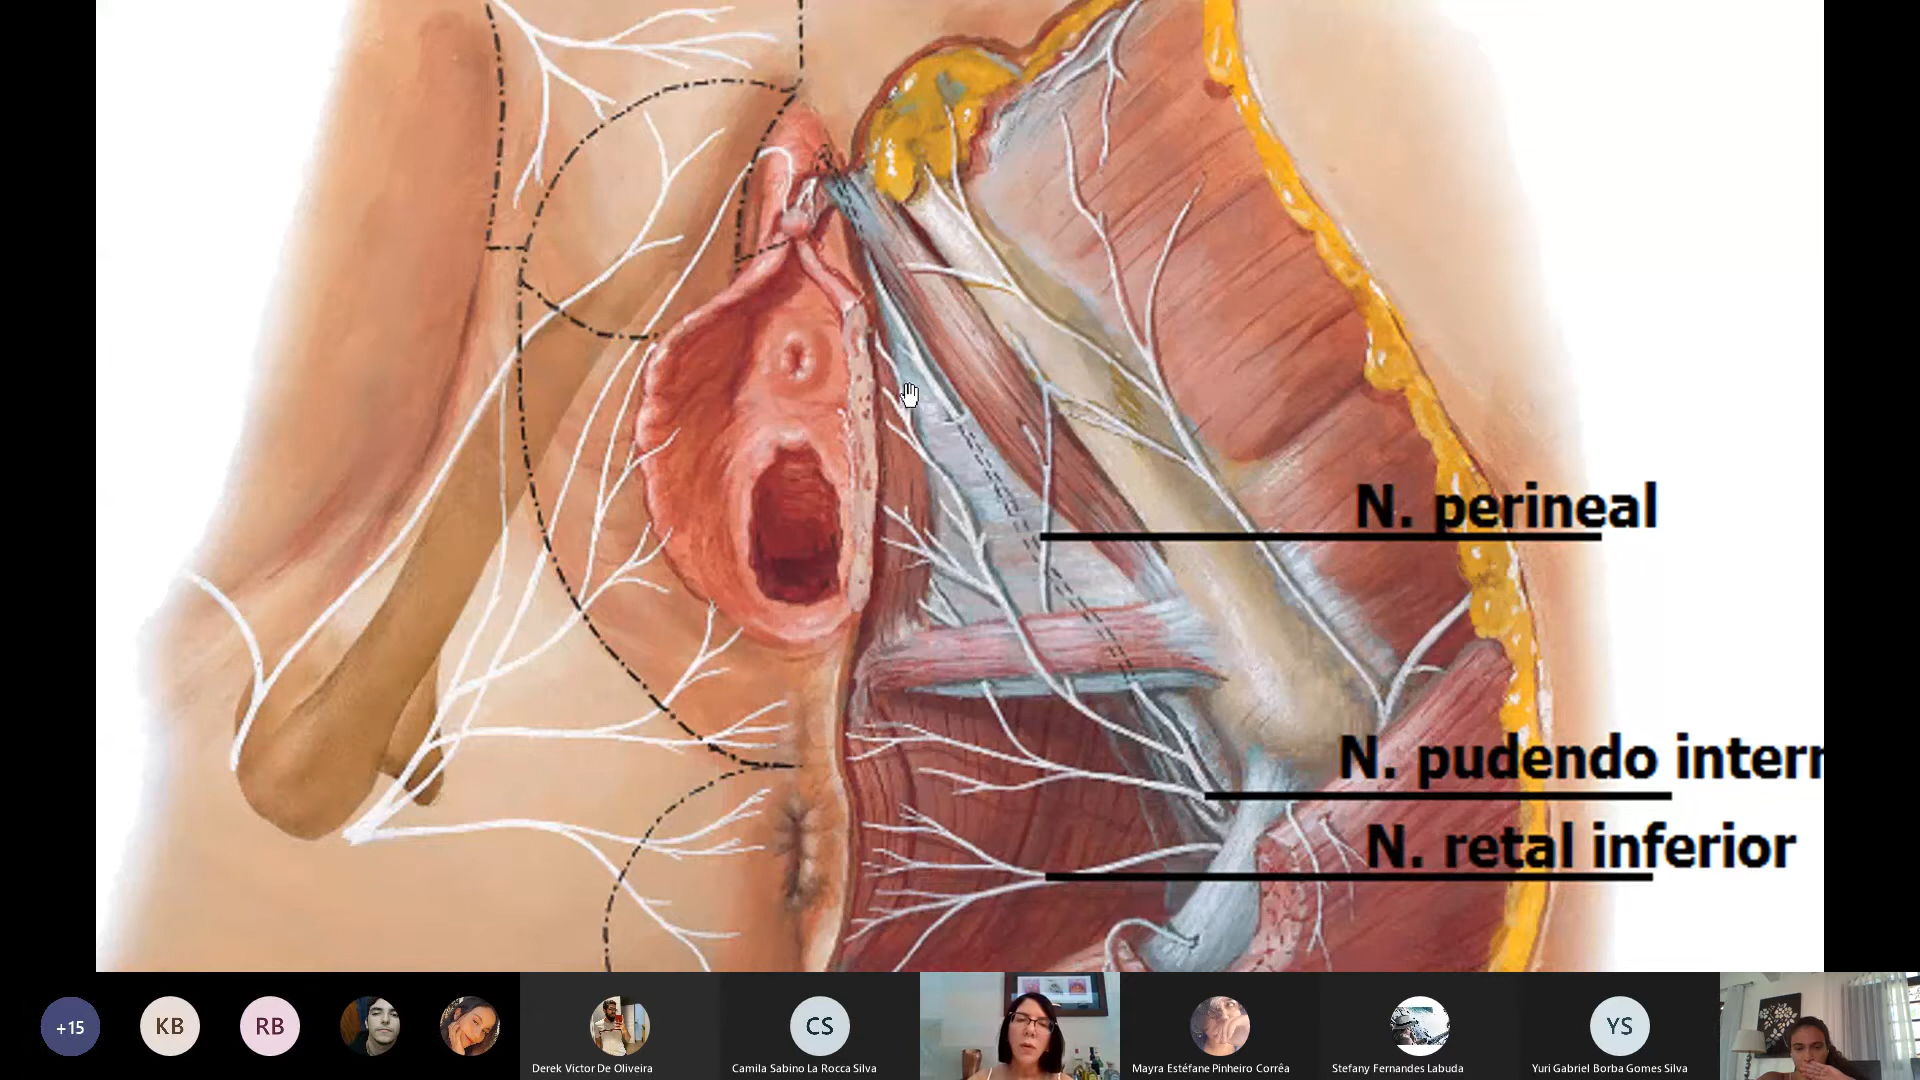 N. perineal
N. pudendo inter
N. retal inferior
+15
KB
RB
Derek Victor De Oliveira
CS
Camila Sabino La Rocca Silva
Mayra Estéfane Pinheiro Corrêa
Stefany Fernandes Labuda
YS
Yuri Gabriel Borba Gomes Silva